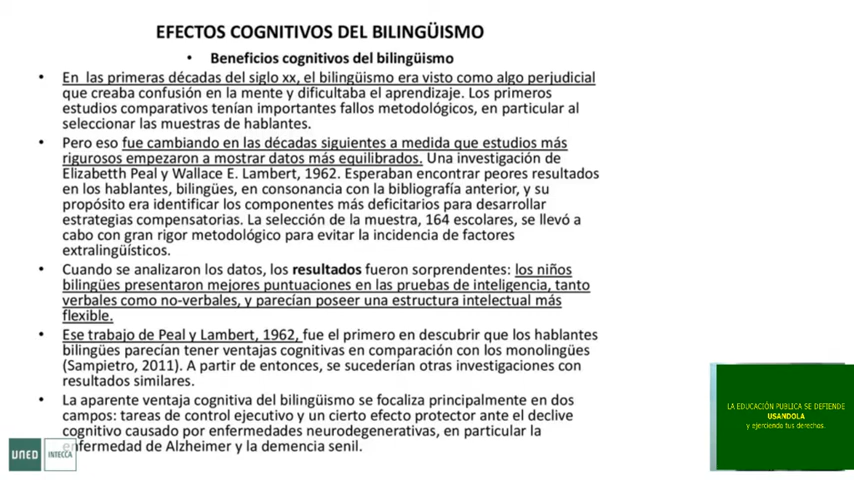 EFECTOS COGNITIVOS DEL BILINGÜISMO
• Beneficios cognitivos del bilingüismo
• En las primeras décadas del siglo xx, el bilingüismo era visto como algo perjudicial
que creaba confusión en la mente y dificultaba el aprendizaje. Los primeros
estudios comparativos tenían importantes fallos metodológicos, en particular al
seleccionar las muestras de hablantes.
• Pero eso fue cambiando en las décadas siguientes a medida que estudios más
rigurosos empezaron a mostrar datos más equilibrados. Una investigación de
Elizabetth Peal y Wallace E. Lambert, 1962. Esperaban encontrar peores resultados
en los hablantes, bilingües, en consonancia con la bibliografía anterior, y su
propósito era identificar los componentes más deficitarios para desarrollar
estrategias compensatorias. La selección de la muestra, 164 escolares, se llevó a
cabo con gran rigor metodológico para evitar la incidencia de factores
extralingüísticos.
• Cuando se analizaron los datos, los resultados fueron sorprendentes: los niños
bilingües presentaron mejores puntuaciones en las pruebas de inteligencia, tanto
verbales como no-verbales, y parecían poseer una estructura intelectual más
flexible.
• Ese trabajo de Peal y Lambert, 1962, fue el primero en descubrir que los hablantes
bilingües parecían tener ventajas cognitivas en comparación con los monolingües
(Sampietro, 2011). A partir de entonces, se sucederían otras investigaciones con
resultados similares.
• La aparente ventaja cognitiva del bilingüismo se focaliza principalmente en dos
campos: tareas de control ejecutivo y un cierto efecto protector ante el declive
cognitivo causado por enfermedades neurodegenerativas, en particular la
enfermedad de Alzheimer y la demencia senil.
UNED INTECCA
LA EDUCACIÓN PUBLICA SE DEFIENDE
USANDOLA
y ejerciendo tus derechos.